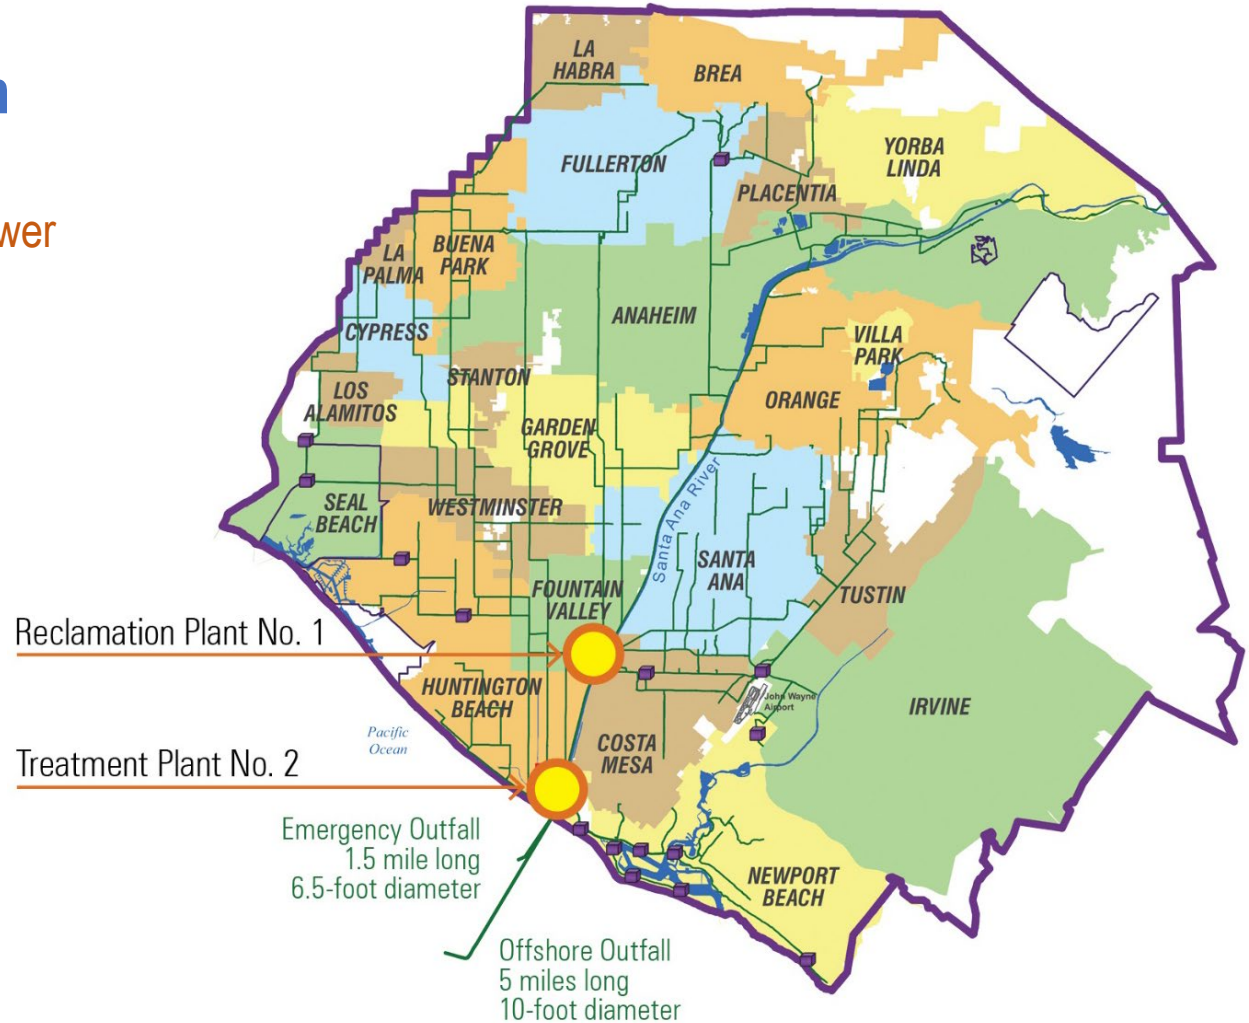 LA
HABRA
BREA
FULLERTON
YORBA
LINDA
PLACENTIA
LA
PALMA
BUENA
PARK
CYPRESS
ANAHEIM
VILLA
PARK
LOS
ALAMITOS
STANTON
ORANGE
GARDEN
GROVE
SEAL
BEACH
WESTMINSTER
Santa Ana River
SANTA
ANA
FOUNTAIN
VALLEY
TUSTIN
Reclamation Plant No. 1
HUNTINGTON
BEACH
John Wayne
Airport
IRVINE
Pacific
Ocean
COSTA
MESA
Treatment Plant No. 2
Emergency Outfall
1.5 mile long
6.5-foot diameter
NEWPORT
BEACH
Offshore Outfall
5 miles long
10-foot diameter